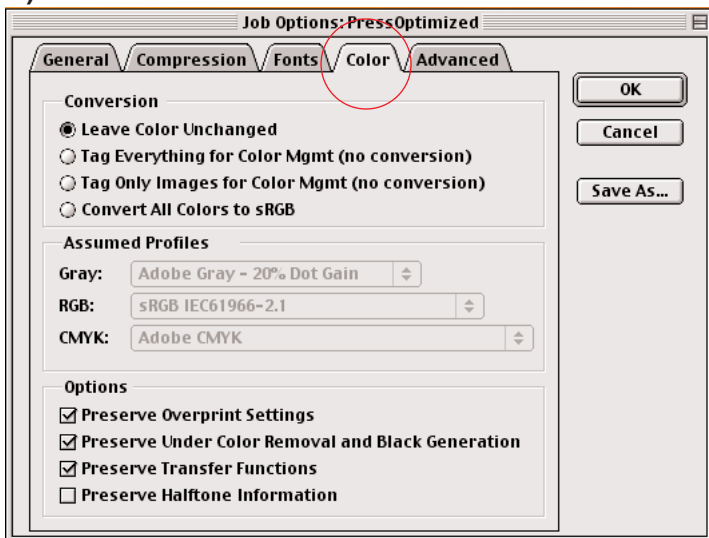 Job Options: PressOptimized
General Compression Fonts Color Advanced
OK
Cancel
Save As...
Conversion
Leave Color Unchanged
Tag Everything for Color Mgmt (no conversion)
Tag Only Images for Color Mgmt (no conversion)
Convert All Colors to sRGB
Assumed Profiles
Gray: Adobe Gray - 20% Dot Gain
RGB: sRGB IEC61966-2.1
CMYK: Adobe CMYK
Options
Preserve Overprint Settings
Preserve Under Color Removal and Black Generation
Preserve Transfer Functions
Preserve Halftone Information